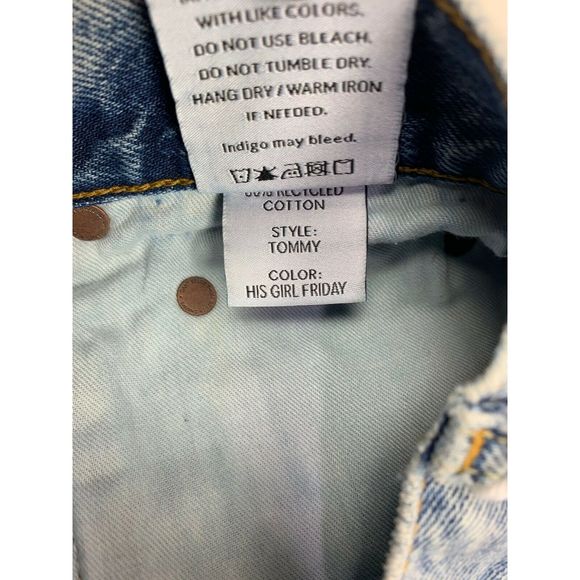 WITH LIKE COLORS.
DO NOT USE BLEACH.
DO NOT TUMBLE DRY.
HANG DRY / WARM IRON
IF NEEDED.
Indigo may bleed.
RECYCLED
COTTON
STYLE:
TOMMY
COLOR:
HIS GIRL FRIDAY